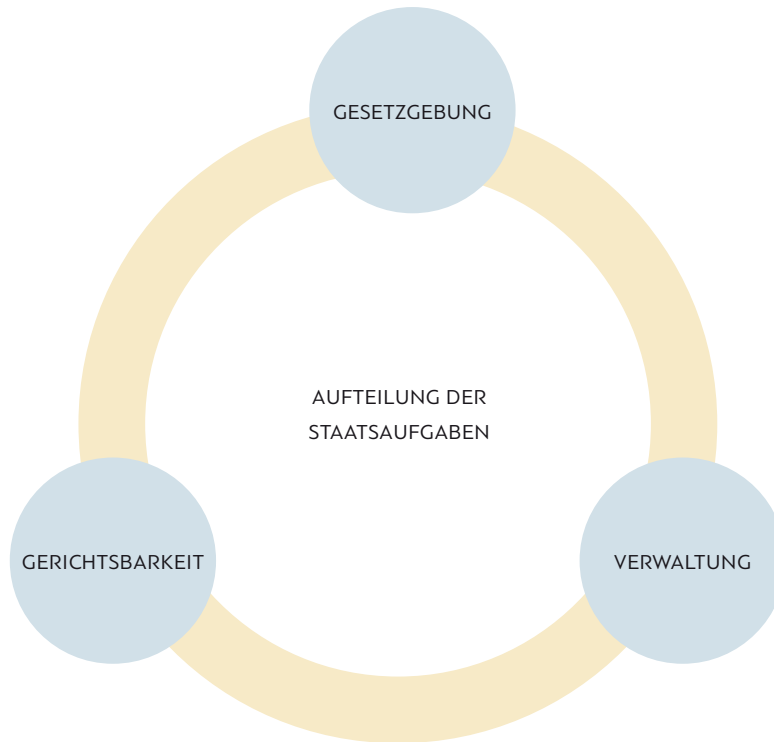 GESETZGEBUNG
AUFTEILUNG DER
STAATSAUFGABEN
GERICHTSBARKEIT
VERWALTUNG